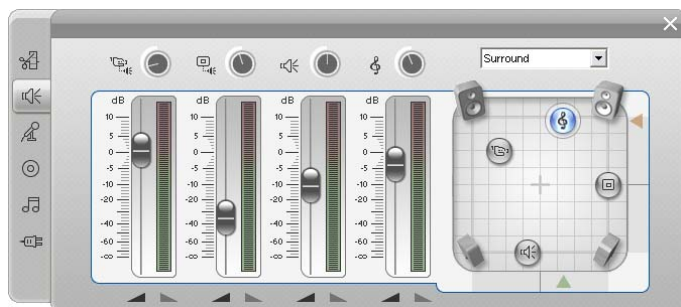 Surround
dB dB dB dB
10 10 10 10
5 5 5 5
0 0 0 0
-5 -5 -5 -5
-10 -10 -10 -10
-20 -20 -20 -20
-40 -40 -40 -40
-60 -60 -60 -60
-∞ -∞ -∞ -∞